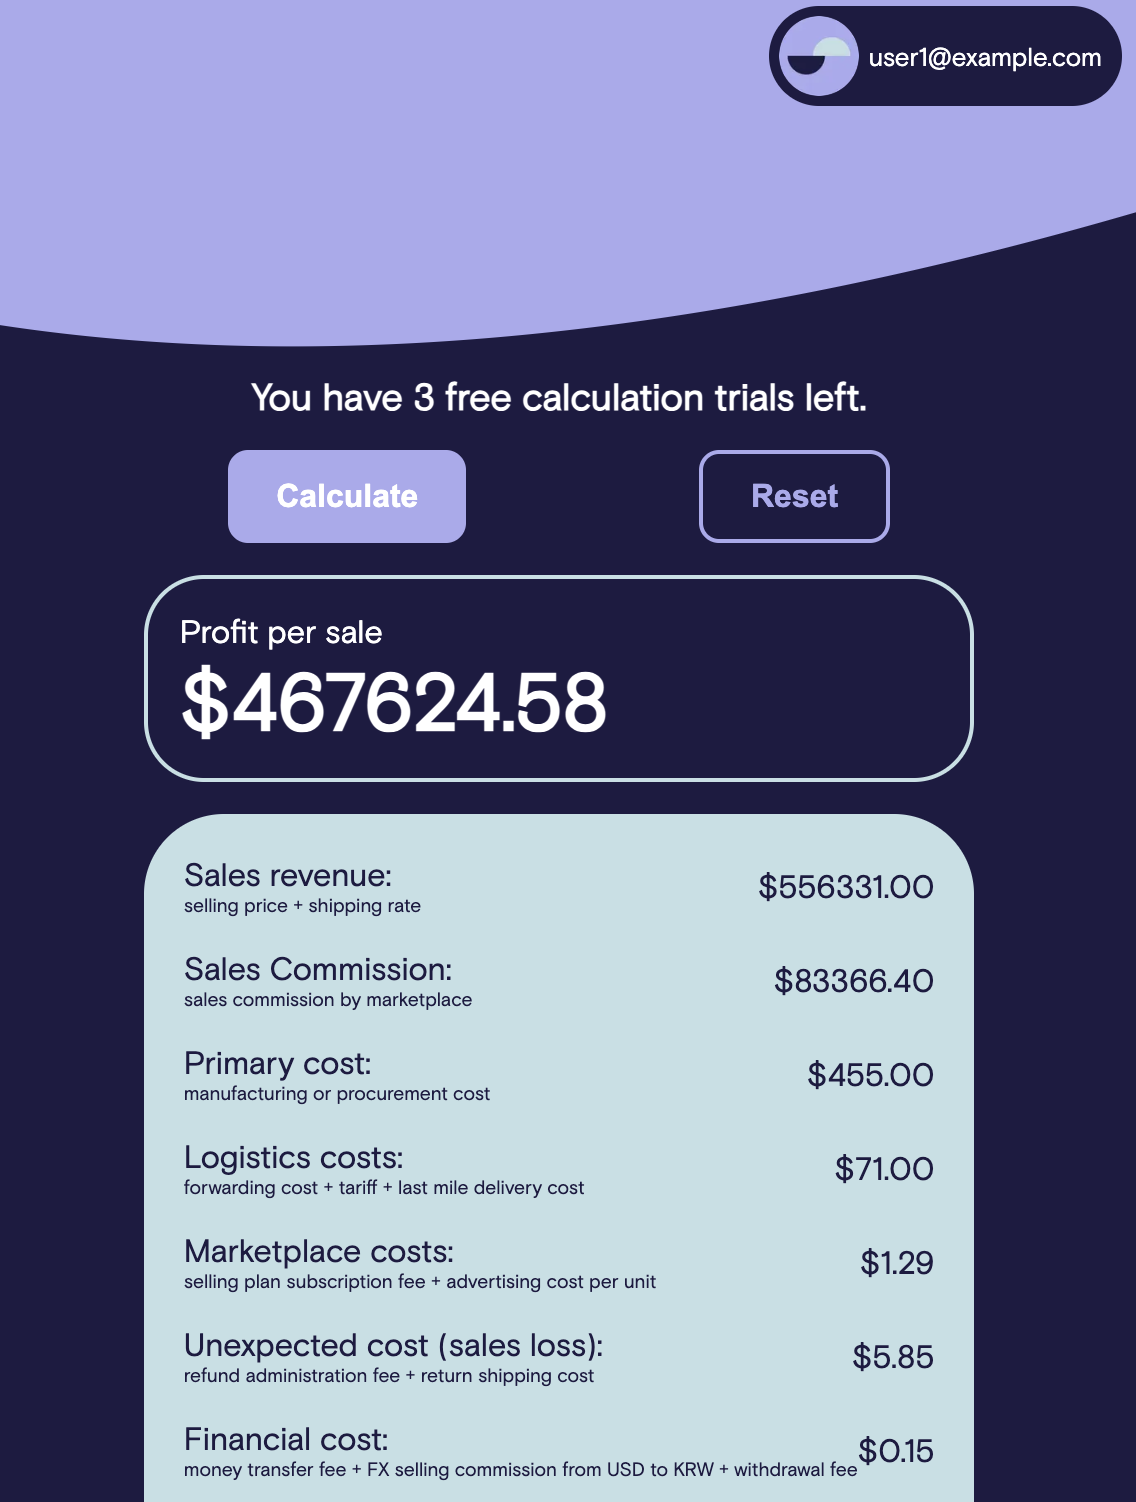 user1@example.com
You have 3 free calculation trials left.
Calculate
Reset
Profit per sale
$467624.58
Sales revenue:
selling price + shipping rate
$556331.00
Sales Commission:
sales commission by marketplace
$83366.40
Primary cost:
manufacturing or procurement cost
$455.00
Logistics costs:
forwarding cost + tariff + last mile delivery cost
$71.00
Marketplace costs:
selling plan subscription fee + advertising cost per unit
$1.29
Unexpected cost (sales loss):
refund administration fee + return shipping cost
$5.85
Financial cost:
money transfer fee + FX selling commission from USD to KRW + withdrawal fee
$0.15